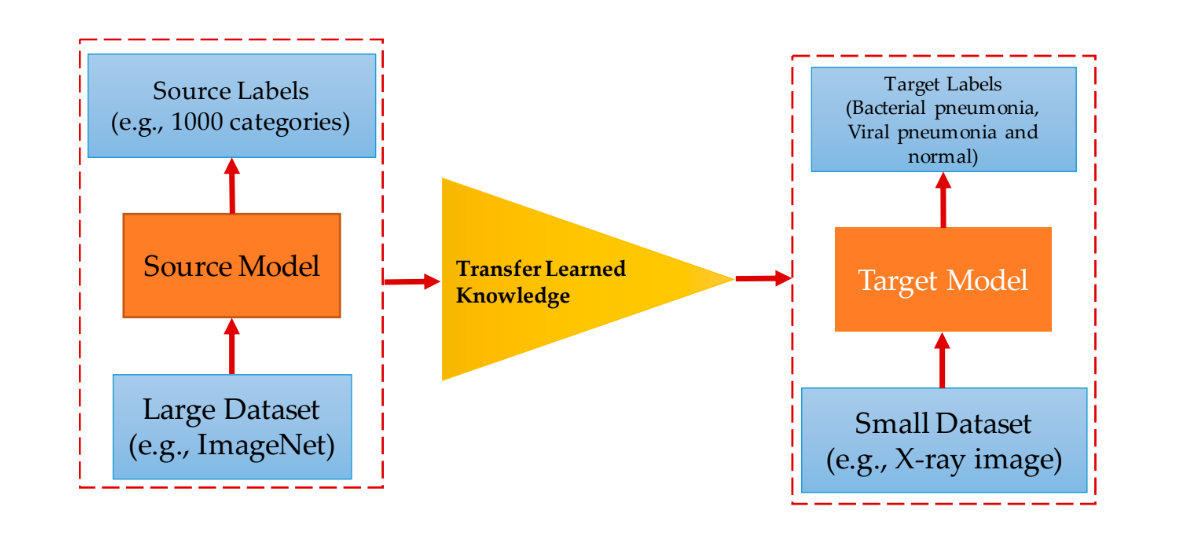 Source Labels
(e.g., 1000 categories)
Source Model
Large Dataset
(e.g., ImageNet)
Transfer Learned
Knowledge
Target Labels
(Bacterial pneumonia,
Viral pneumonia and
normal)
Target Model
Small Dataset
(e.g., X-ray image)